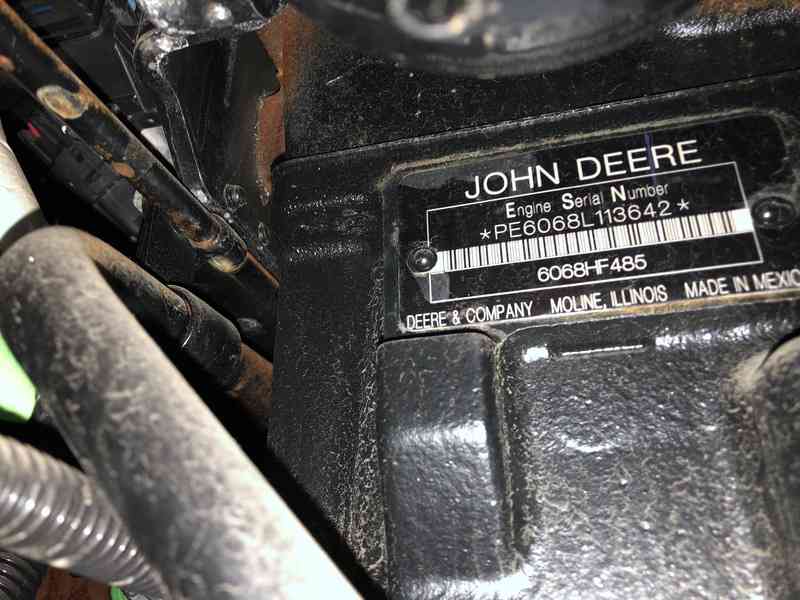 JOHN DEERE
Engine Serial Number
*PE6068L113642*
6068HF485
DEERE & COMPANY MOLINE, ILLINOIS MADE IN MEXICO